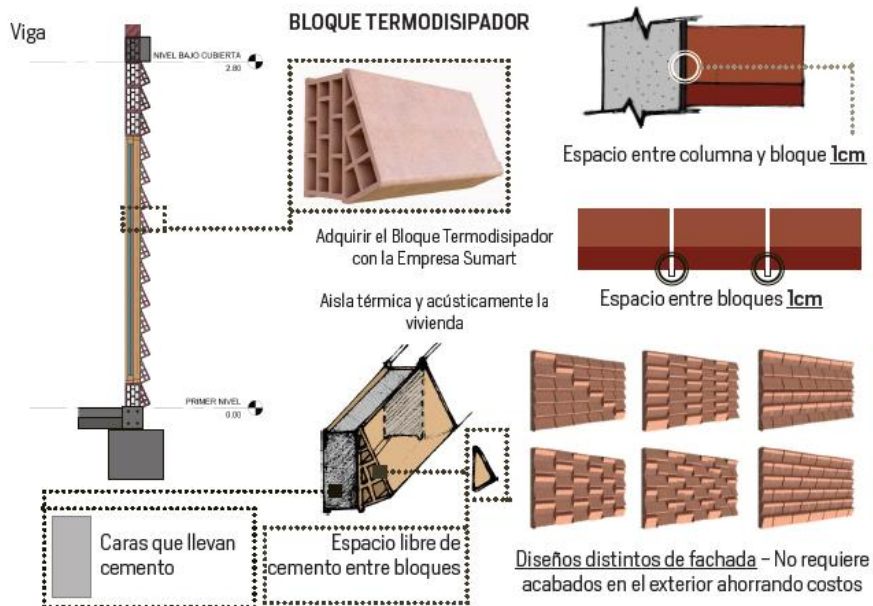 Viga
NIVEL BAJO CUBIERTA
2.80
BLOQUE TERMODISIPADOR
Adquirir el Bloque Termodisipador
con la Empresa Sumart
Aisla térmica y acústicamente la
vivienda
Espacio entre columna y bloque 1cm
Espacio entre bloques 1cm
PRIMER NIVEL
0.00
Caras que llevan
cemento
Espacio libre de
cemento entre bloques
Diseños distintos de fachada – No requiere
acabados en el exterior ahorrando costos